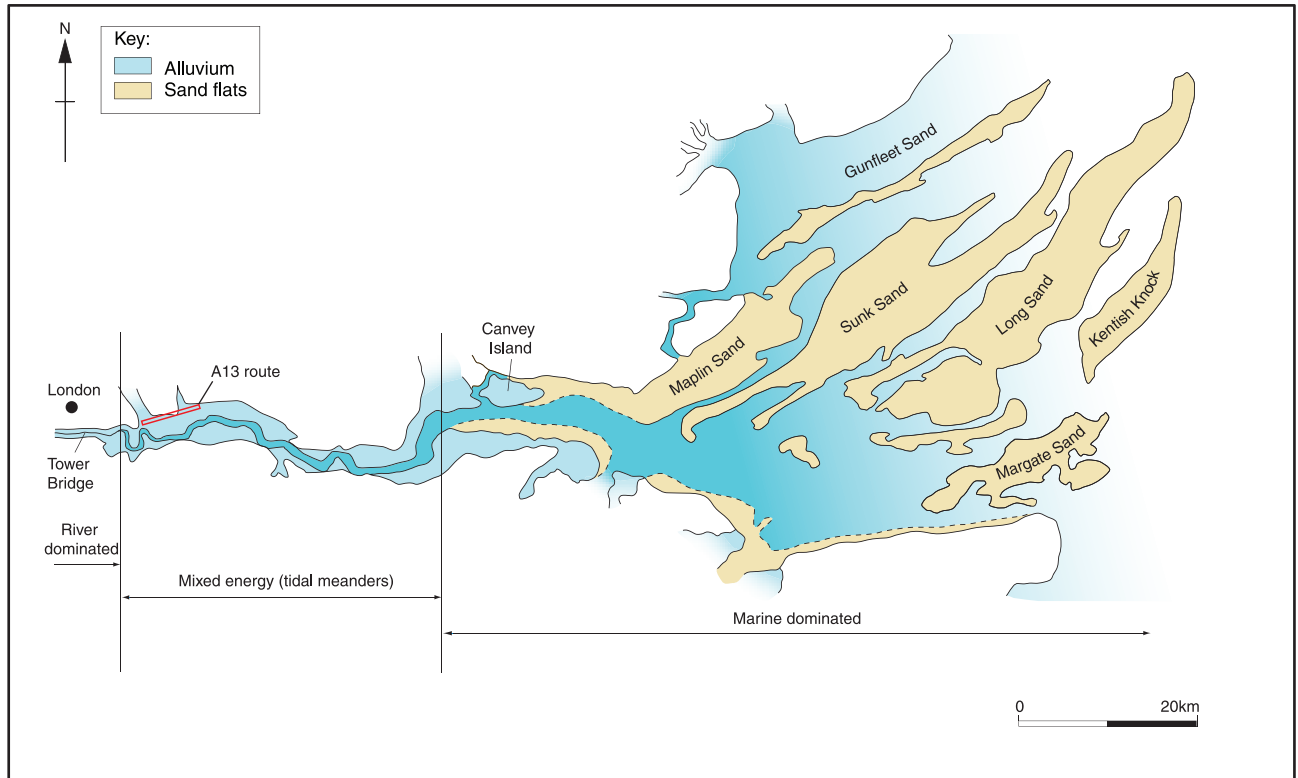 N
Key:
Alluvium
Sand flats
Gunfleet Sand
Sunk Sand
Long Sand
Kentish Knock
Maplin Sand
Margate Sand
Canvey
Island
A13 route
London
Tower
Bridge
River
dominated
Mixed energy (tidal meanders)
Marine dominated
0
20km